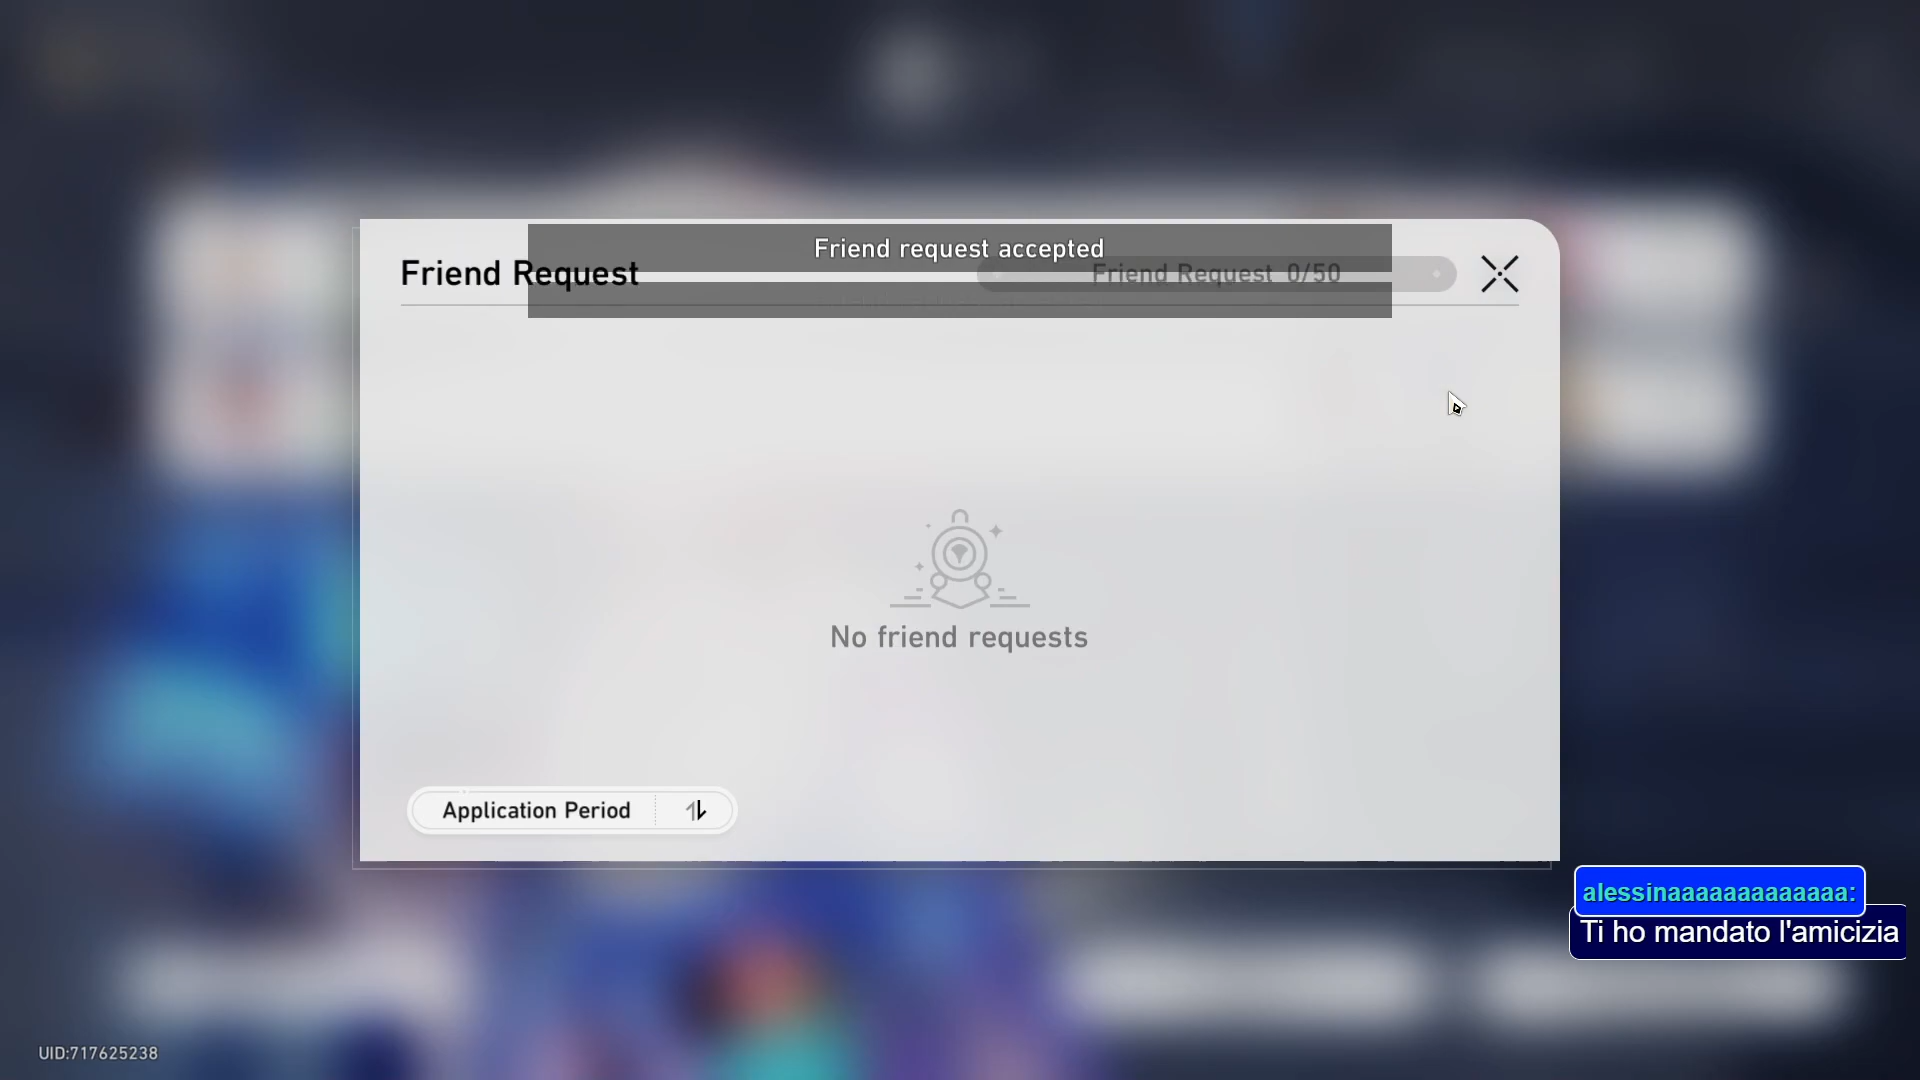 Friend request accepted
Friend Request
Friend Request 0/50
No friend requests
Application Period
alessinaaaaaaaaaaaaa:
Ti ho mandato l'amicizia
UID:717625238